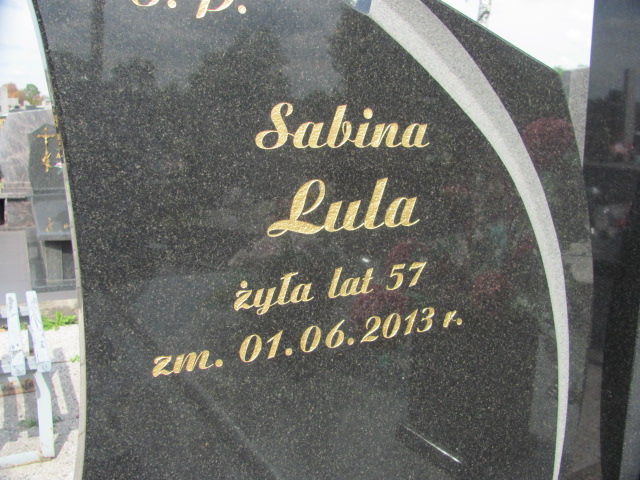 ś. p.
Sabina
Lula
żyła lat 57
zm. 01.06.2013 r.